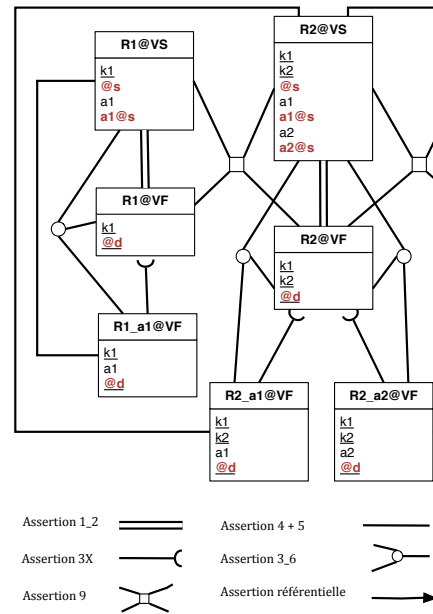 R1@VS
k1
@s
a1
a1@s
R2@VS
k1
k2
@s
a1
a1@s
a2
a2@s
R1@VF
k1
@d
R2@VF
k1
k2
@d
R1_a1@VF
k1
a1
@d
R2_a1@VF
k1
k2
a1
@d
R2_a2@VF
k1
k2
a2
@d
Assertion 1_2
Assertion 4 + 5
Assertion 3X
Assertion 3_6
Assertion 9
Assertion référentielle